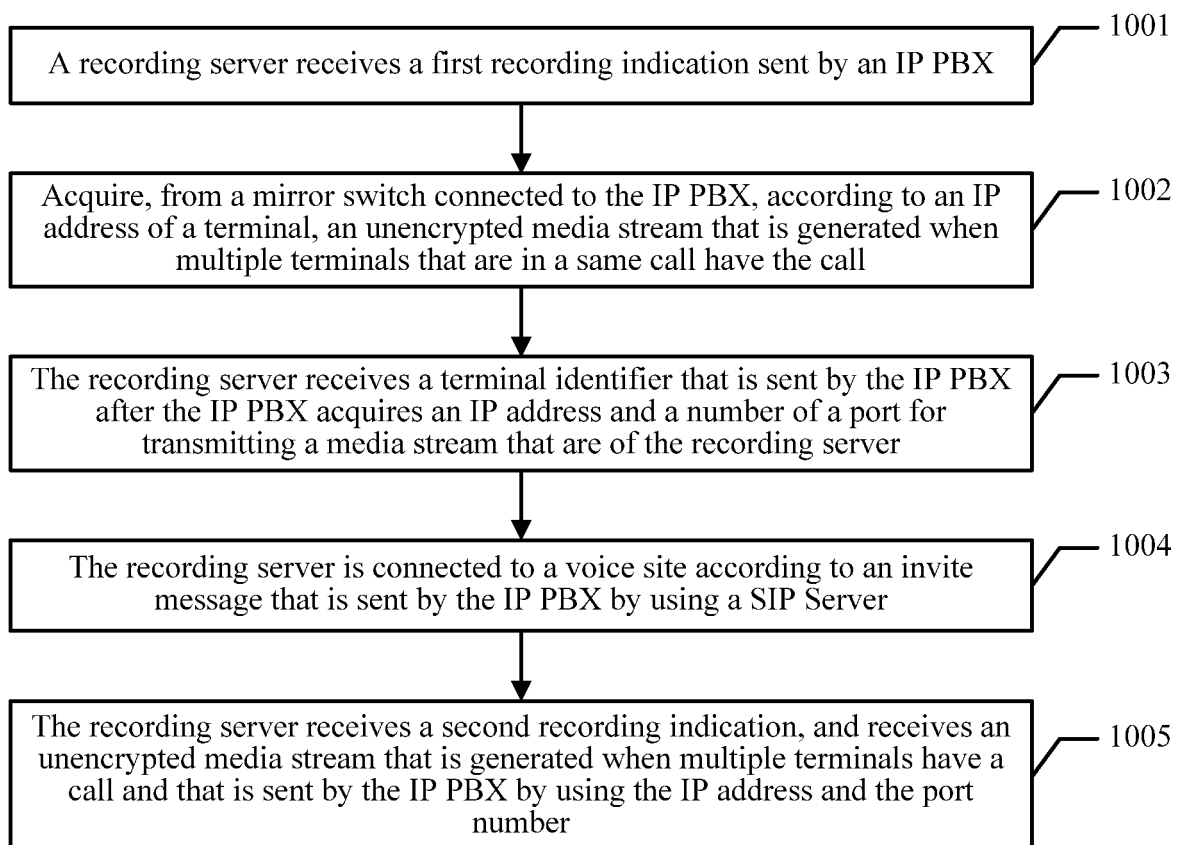 1001
A recording server receives a first recording indication sent by an IP PBX
1002
Acquire, from a mirror switch connected to the IP PBX, according to an IP
address of a terminal, an unencrypted media stream that is generated when
multiple terminals that are in a same call have the call
1003
The recording server receives a terminal identifier that is sent by the IP PBX
after the IP PBX acquires an IP address and a number of a port for
transmitting a media stream that are of the recording server
1004
The recording server is connected to a voice site according to an invite
message that is sent by the IP PBX by using a SIP Server
1005
The recording server receives a second recording indication, and receives an
unencrypted media stream that is generated when multiple terminals have a
call and that is sent by the IP PBX by using the IP address and the port
number